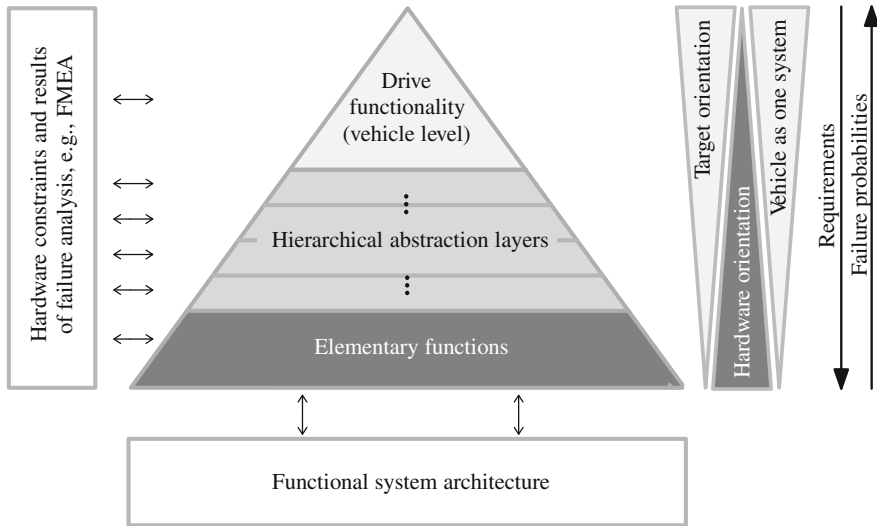 Hardware constraints and results
of failure analysis, e.g., FMEA
Drive
functionality
(vehicle level)
Hierarchical abstraction layers
Elementary functions
Functional system architecture
Target orientation
Hardware orientation
Vehicle as one system
Requirements
Failure probabilities